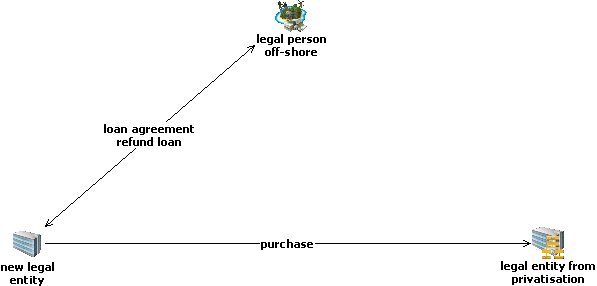 legal person
off-shore
loan agreement
refund loan
purchase
new legal
entity
legal entity from
privatisation